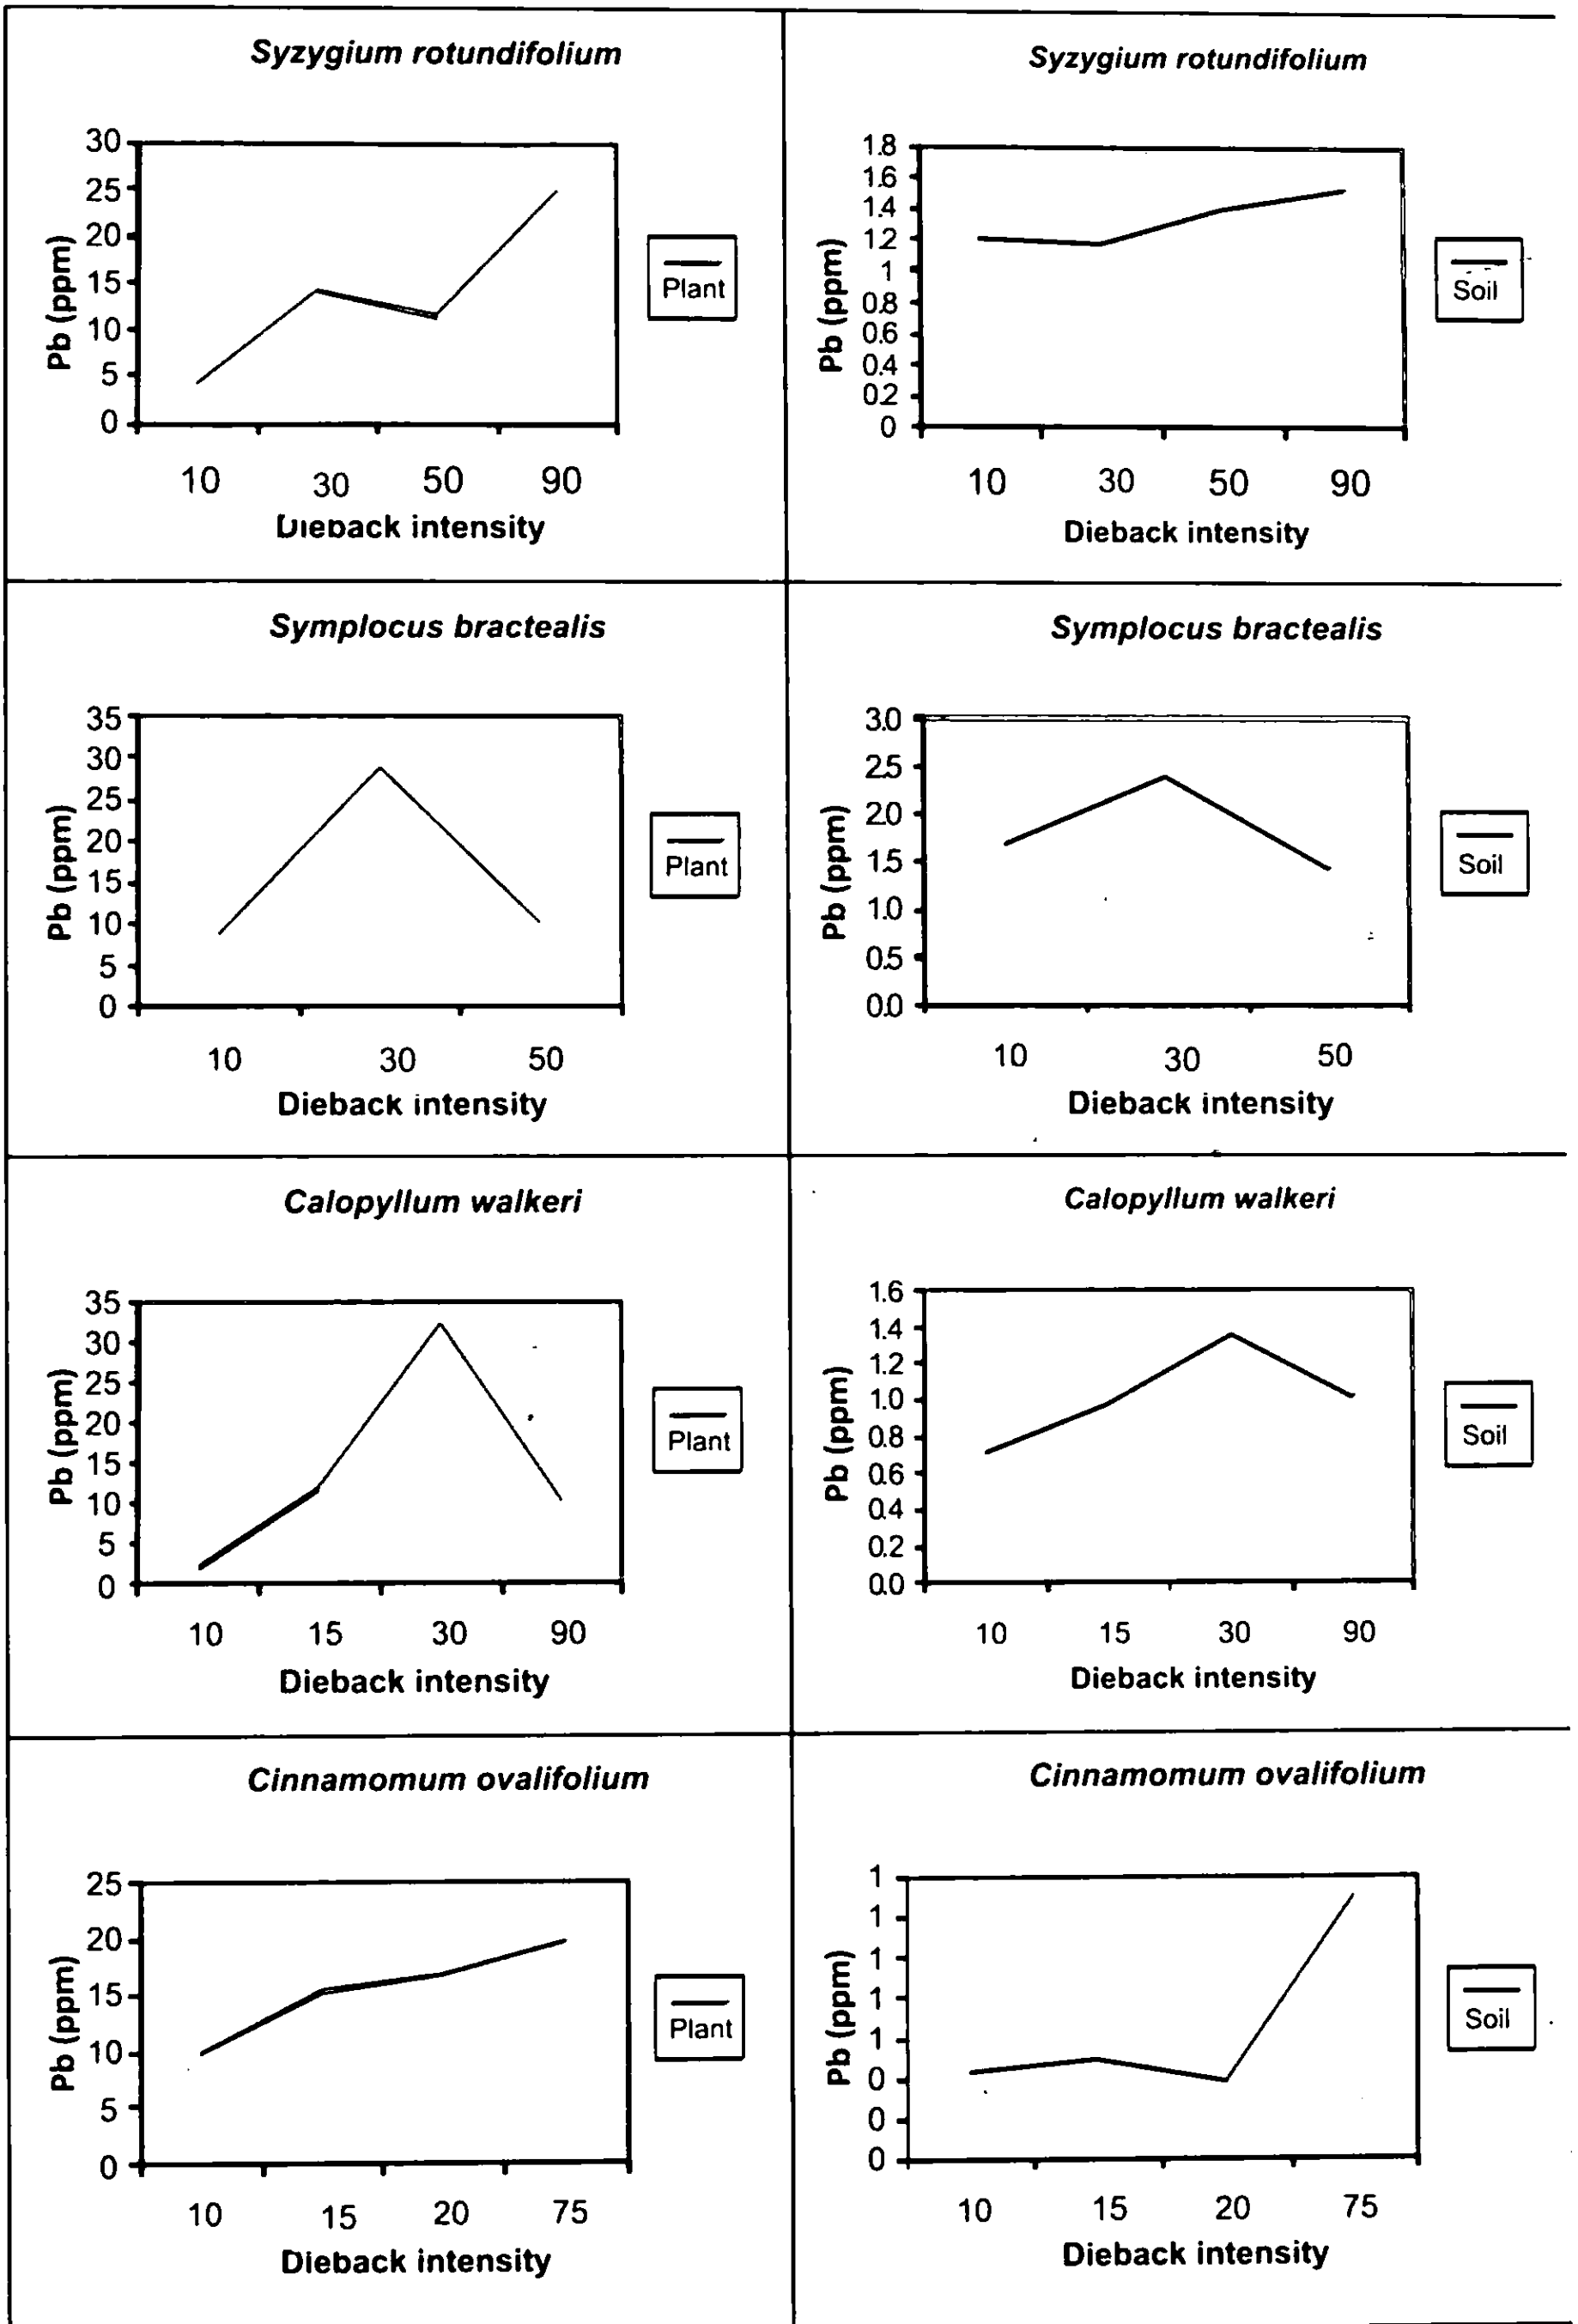 Syzygium rotundifolium
30
25
20
15
10
5
0
Pb (ppm)
Plant
10 30 50 90
Dieback intensity
Syzygium rotundifolium
1.8
1.6
1.4
12
1
0.8
0.6
0.4
02
0
Pb (ppm)
Soil
10 30 50 90
Dieback intensity
Symplocus bractealis
35
30
25
20
15
10
5
0
Pb (ppm)
Plant
10 30 50
Dieback intensity
Symplocus bractealis
3.0
2.5
2.0
1.5
1.0
0.5
0.0
Pb (ppm)
Soil
10 30 50
Dieback intensity
Calopyllum walkeri
35
30
25
20
15
10
5
0
Pb (ppm)
Plant
10 15 30 90
Dieback intensity
Calopyllum walkeri
1.6
1.4
1.2
1.0
0.8
0.6
0.4
0.2
0.0
Pb (ppm)
Soil
10 15 30 90
Dieback intensity
Cinnamomum ovalifolium
25
20
15
10
5
0
Pb (ppm)
Plant
10 15 20 75
Dieback intensity
Cinnamomum ovalifolium
1
1
1
1
1
0
0
0
Pb (ppm)
Soil
10 15 20 75
Dieback intensity